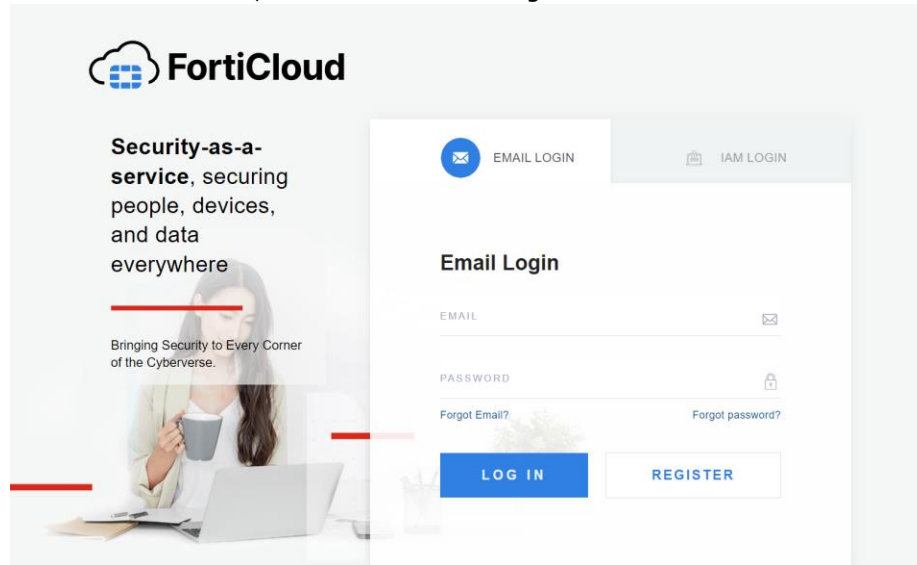 FortiCloud
Security-as-a-
service, securing
people, devices,
and data
everywhere
Bringing Security to Every Corner
of the Cyberverse.
EMAIL LOGIN
IAM LOGIN
Email Login
EMAIL
PASSWORD
Forgot Email?
Forgot password?
LOG IN
REGISTER